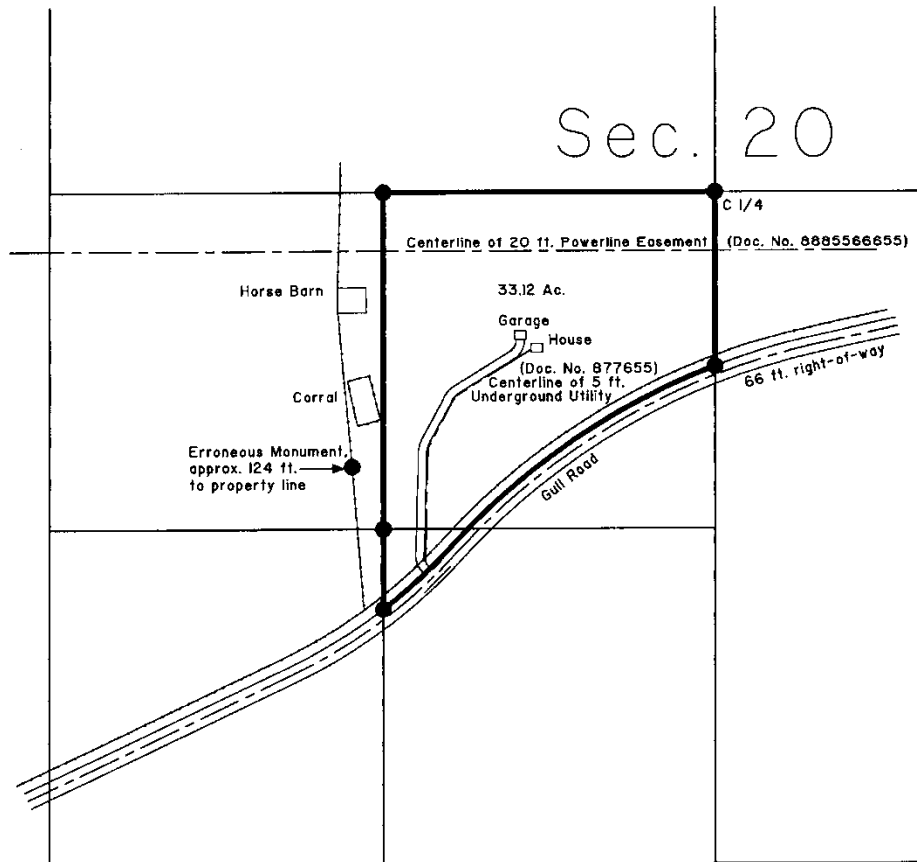 Sec. 20
C 1/4
Centerline of 20 ft. Powerline Easement (Doc. No. 8885566655)
Horse Barn
33.12 Ac.
Garage
House
(Doc. No. 877655)
Centerline of 5 ft.
Underground Utility
66 ft. right-of-way
Corral
Gull Road
Erroneous Monument,
approx. 124 ft.
to property line